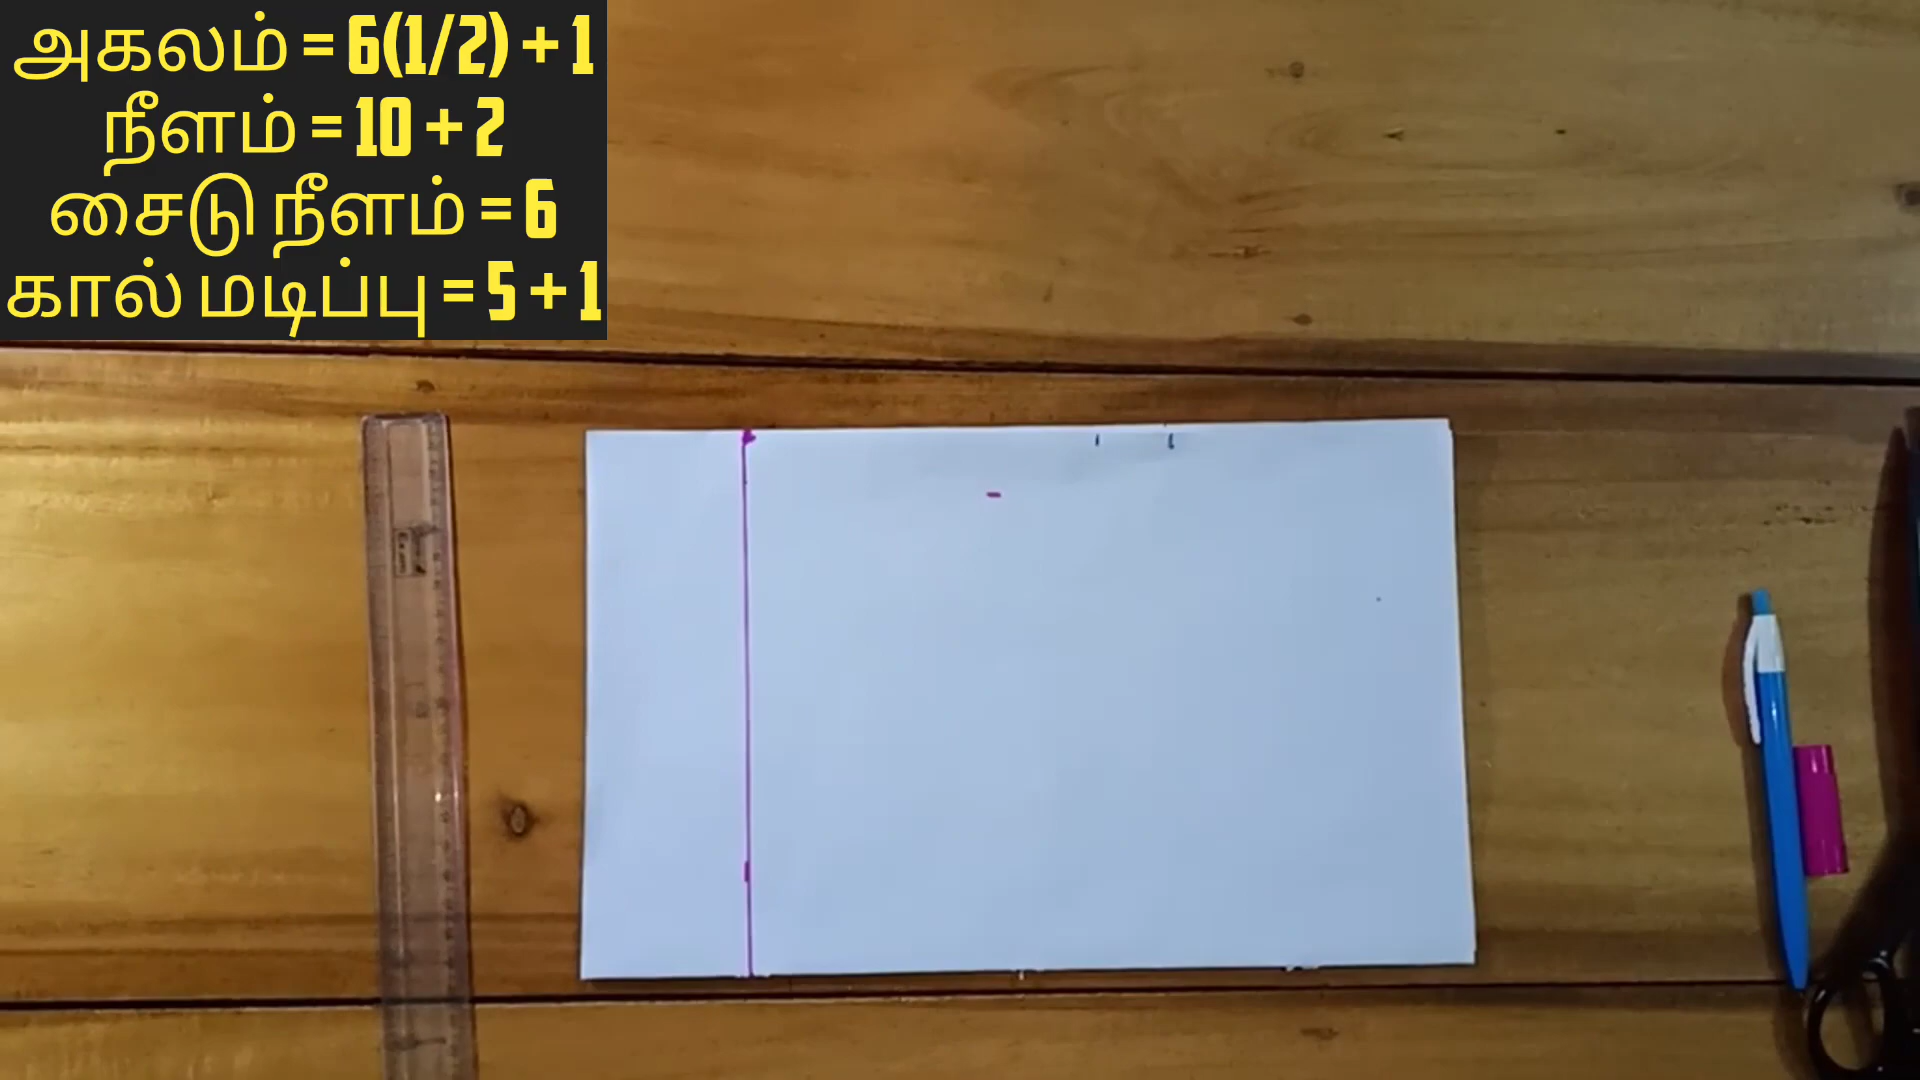 அகலம் = 6(1/2) + 1
நீளம் = 10 + 2
சைடு நீளம் = 6
கால் மடிப்பு = 5 + 1